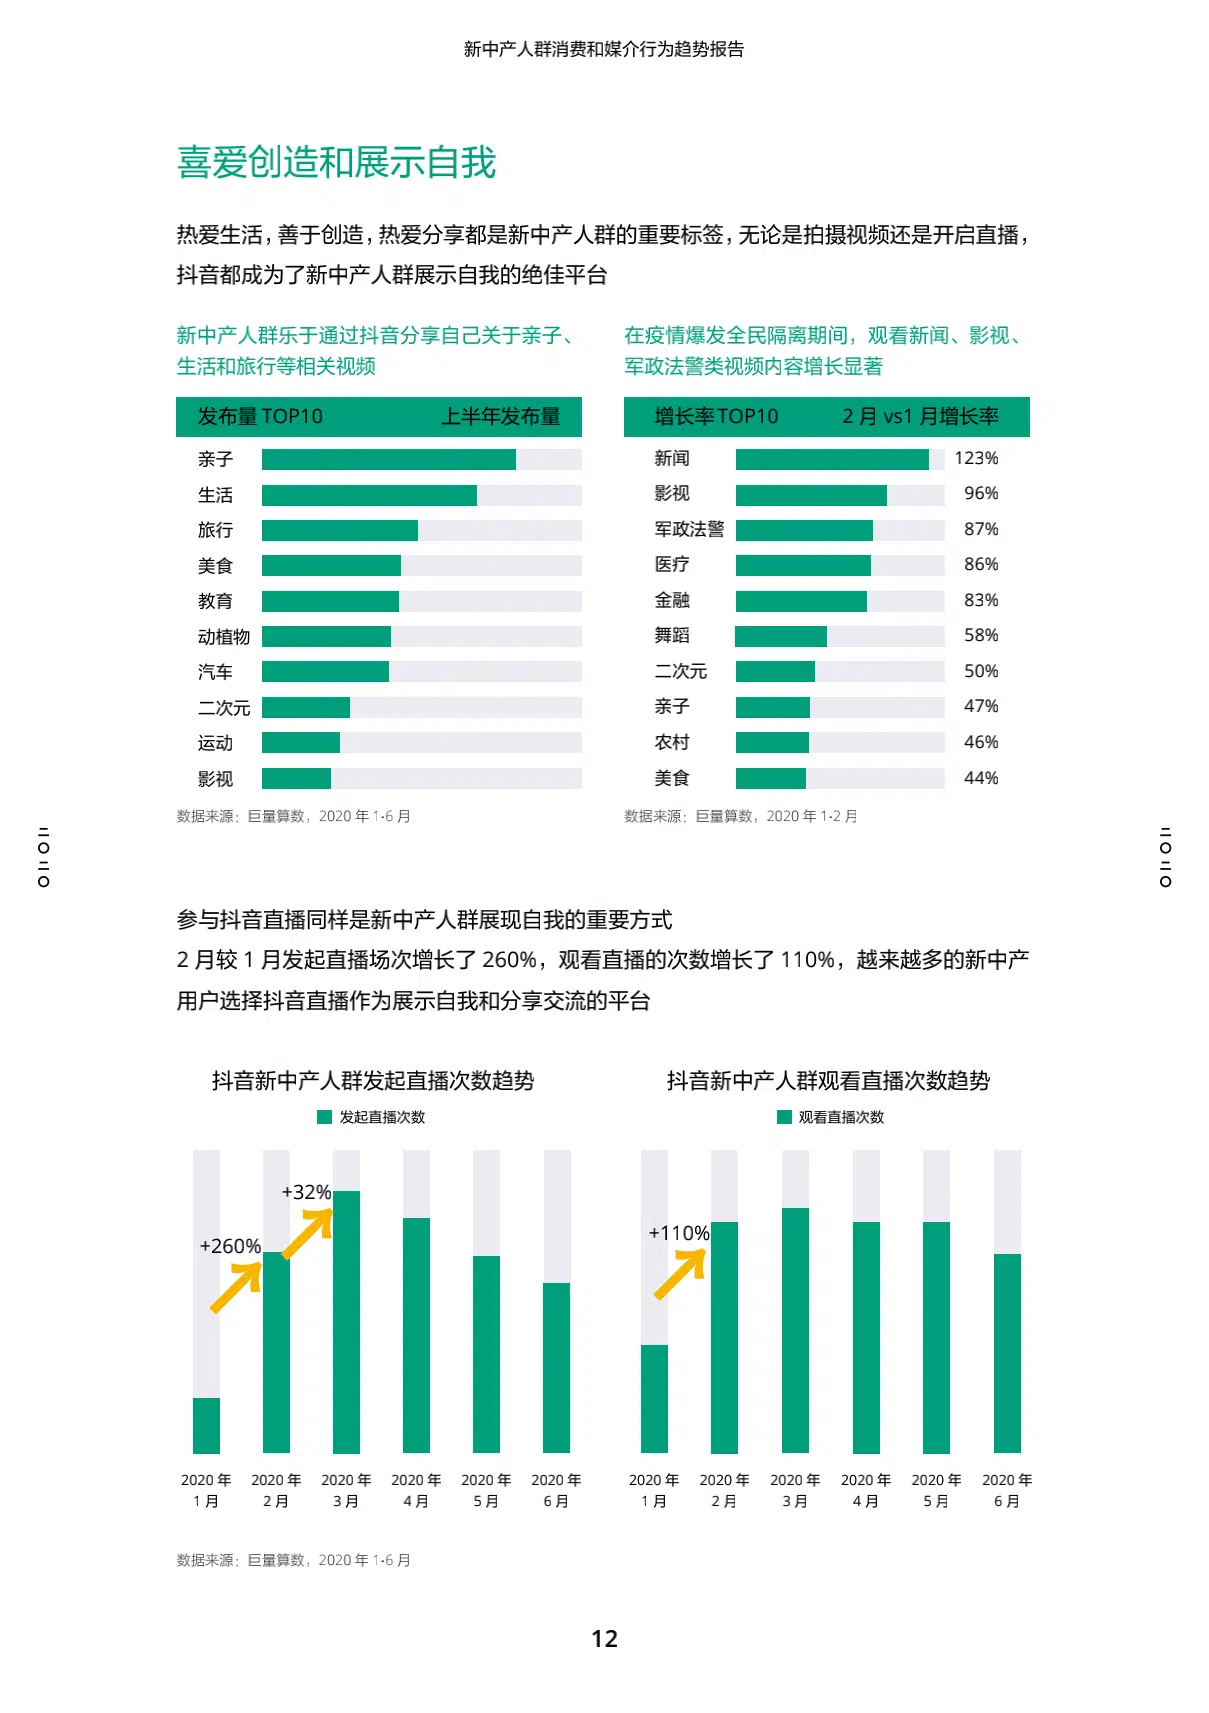 新中产人群消费和媒介行为趋势报告
喜爱创造和展示自我
热爱生活，善于创造，热爱分享都是新中产人群的重要标签，无论是拍摄视频还是开启直播，
抖音都成为了新中产人群展示自我的绝佳平台
新中产人群乐于通过抖音分享自己关于亲子、
生活和旅行等相关视频
发布量 TOP10 上半年发布量
亲子
生活
旅行
美食
教育
动植物
汽车
二次元
运动
影视
数据来源：巨量算数，2020 年 1-6 月
在疫情爆发全民隔离期间，观看新闻、影视、
军政法警类视频内容增长显著
增长率TOP10 2 月 vs1 月增长率
新闻 123%
影视 96%
军政法警 87%
医疗 86%
金融 83%
舞蹈 58%
二次元 50%
亲子 47%
农村 46%
美食 44%
数据来源：巨量算数，2020 年 1-2 月
二〇二〇
二〇二〇
参与抖音直播同样是新中产人群展现自我的重要方式
2 月较 1 月发起直播场次增长了 260%，观看直播的次数增长了 110%，越来越多的新中产
用户选择抖音直播作为展示自我和分享交流的平台
抖音新中产人群发起直播次数趋势
发起直播次数
+260%
+32%
2020 年 2020 年 2020 年 2020 年 2020 年 2020 年
1 月 2 月 3 月 4 月 5 月 6 月
抖音新中产人群观看直播次数趋势
观看直播次数
+110%
2020 年 2020 年 2020 年 2020 年 2020 年 2020 年
1 月 2 月 3 月 4 月 5 月 6 月
数据来源：巨量算数，2020 年 1-6 月
12